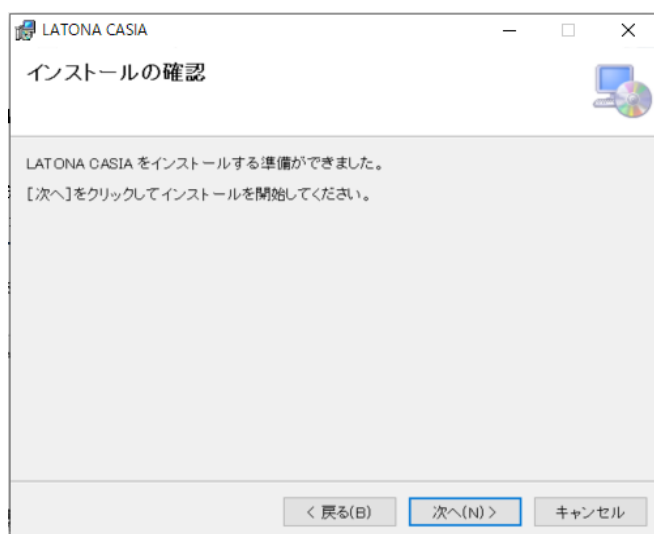 LATONA CASIA
インストールの確認
LATONA CASIA をインストールする準備ができました。
[次へ]をクリックしてインストールを開始してください。
< 戻る(B)
次へ(N) >
キャンセル